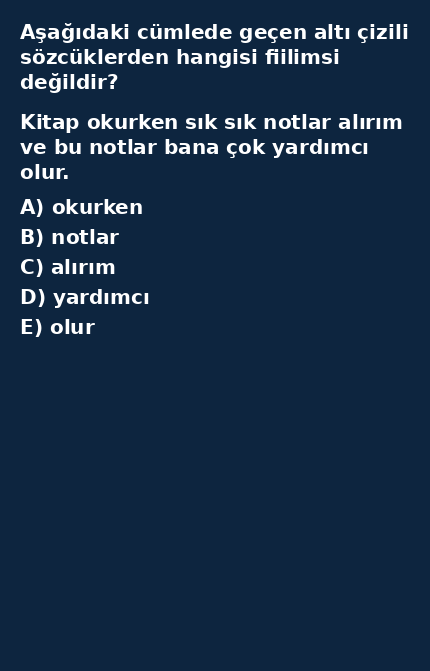 Aşağıdaki cümlede geçen altı çizili
sözcüklerden hangisi fiilimsi
değildir?
Kitap okurken sık sık notlar alırım
ve bu notlar bana çok yardımcı
olur.
A) okurken
B) notlar
C) alırım
D) yardımcı
E) olur